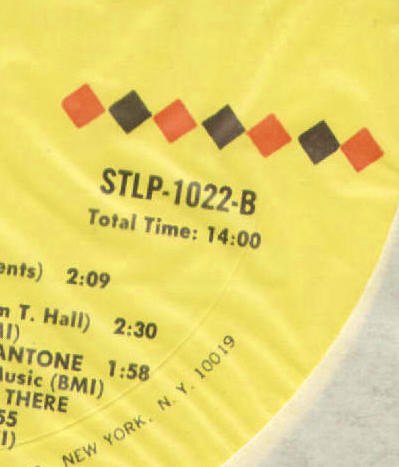 STLP-1022-B
Total Time: 14:00
ents) 2:09
m T. Hall) 2:30
MI)
ANTONE 1:58
Music (BMI)
THERE
55
I)
NEW YORK, N.Y. 10019